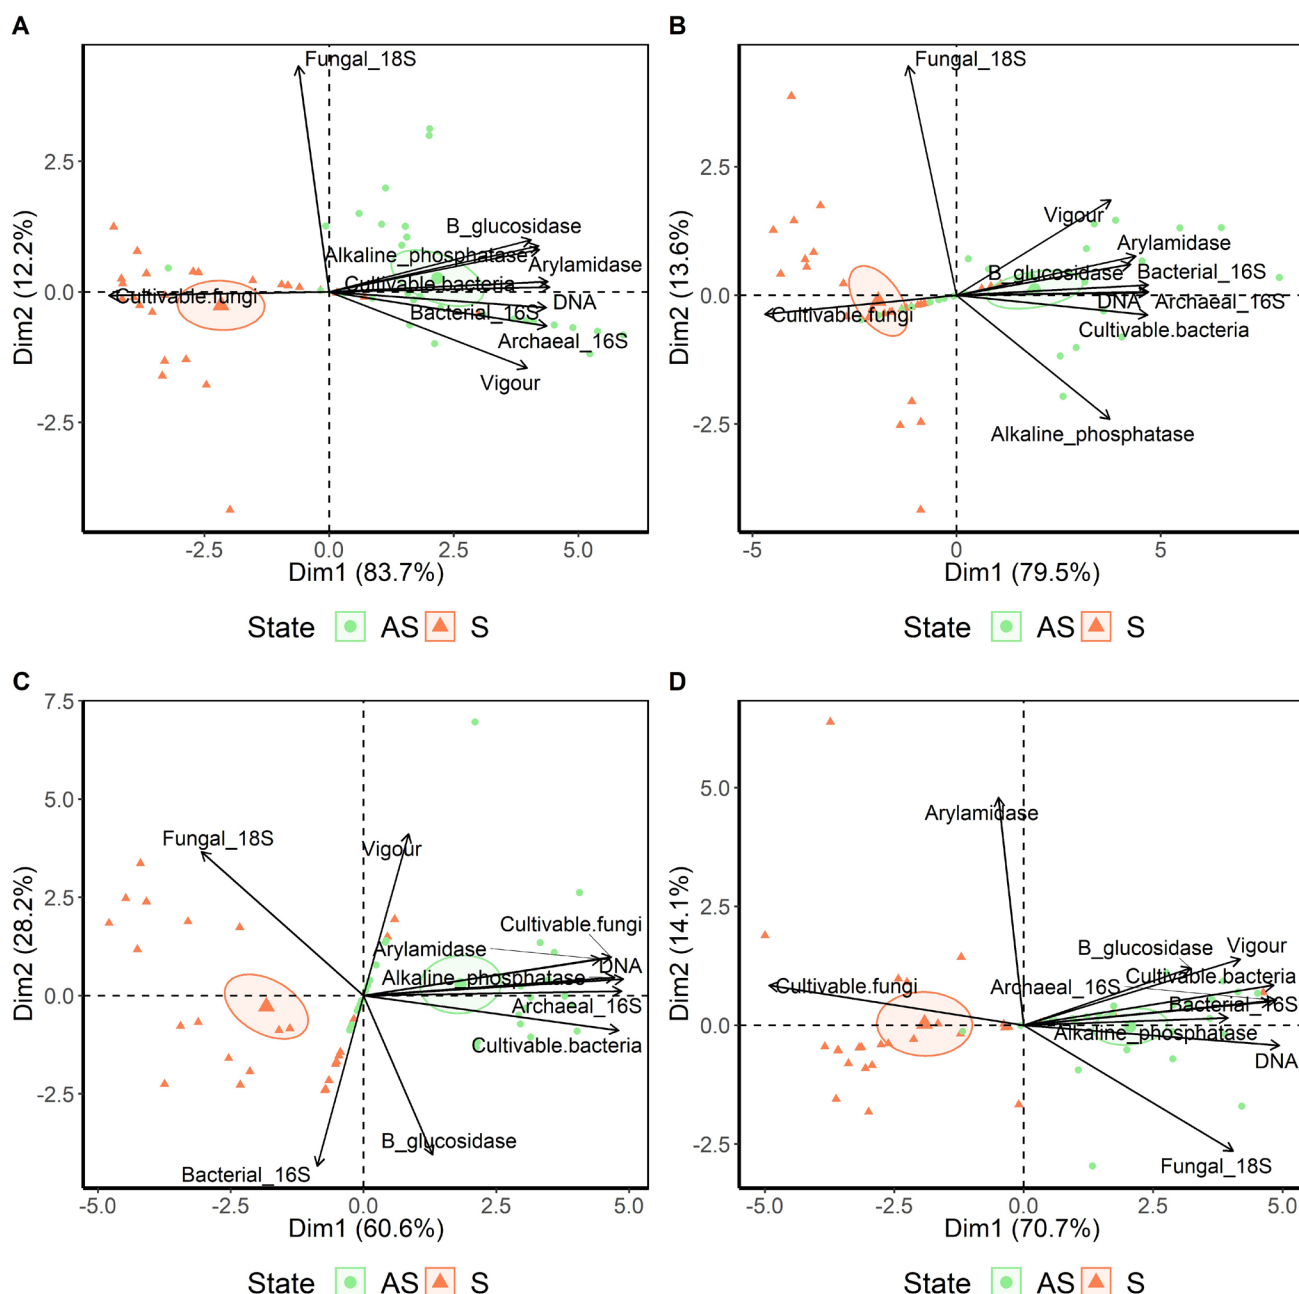 A
Fungal_18S
2.5
B_glucosidase
Alkaline_phosphatase
Arylamidase
Cultivable.bacteria
0.0
Cultivable.fungi
DNA
Bacterial_16S
Archaeal_16S
Vigour
-2.5
Dim2 (12.2%)
-2.5
0.0
2.5
5.0
Dim1 (83.7%)
State AS S
B
Fungal_18S
2.5
Vigour
Arylamidase
B_glucosidase
Bacterial_16S
0.0
DNA
Archaeal_16S
Cultivable.fungi
Cultivable.bacteria
-2.5
Alkaline_phosphatase
Dim2 (13.6%)
-5
0
5
Dim1 (79.5%)
State AS S
C
7.5
5.0
Fungal_18S
Vigour
2.5
Cultivable.fungi
Arylamidase
DNA
Alkaline_phosphatase
0.0
Archaeal_16S
Cultivable.bacteria
-2.5
B_glucosidase
Bacterial_16S
Dim2 (28.2%)
-5.0
-2.5
0.0
2.5
5.0
Dim1 (60.6%)
State AS S
D
5.0
Arylamidase
2.5
B_glucosidase
Vigour
Cultivable.bacteria
Cultivable.fungi
Archaeal_16S
Bacterial_16S
0.0
Alkaline_phosphatase
DNA
-2.5
Fungal_18S
Dim2 (14.1%)
-5.0
-2.5
0.0
2.5
5.0
Dim1 (70.7%)
State AS S